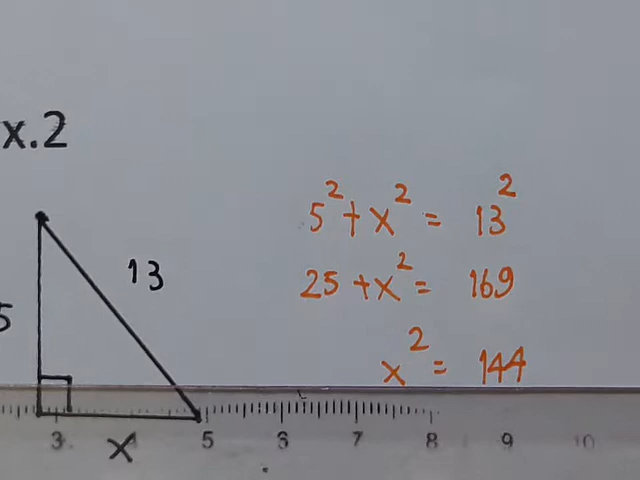 x.2
5² + x² = 13²
13
25 + x² = 169
5
x² = 144
3 4 5 6 7 8 9 10
x